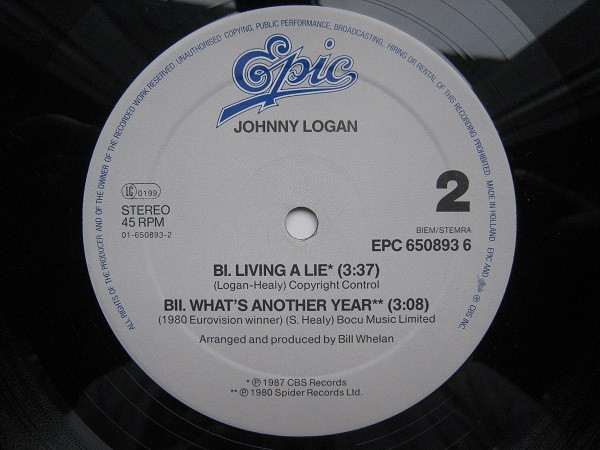 ALL RIGHTS OF THE PRODUCER AND OF THE OWNER OF THE RECORDED WORK RESERVED. UNAUTHORISED COPYING, PUBLIC PERFORMANCE, BROADCASTING, HIRING OR RENTAL OF THIS RECORDING PROHIBITED. MADE IN HOLLAND. EPIC AND Epic ℗ CBS INC.
Epic
JOHNNY LOGAN
LC 0199
2
STEREO
45 RPM
01-650893-2
BIEM/STEMRA
EPC 650893 6
BI. LIVING A LIE* (3:37)
(Logan-Healy) Copyright Control
BII. WHAT'S ANOTHER YEAR** (3:08)
(1980 Eurovision winner) (S. Healy) Bocu Music Limited
Arranged and produced by Bill Whelan
* ℗ 1987 CBS Records
** ℗ 1980 Spider Records Ltd.